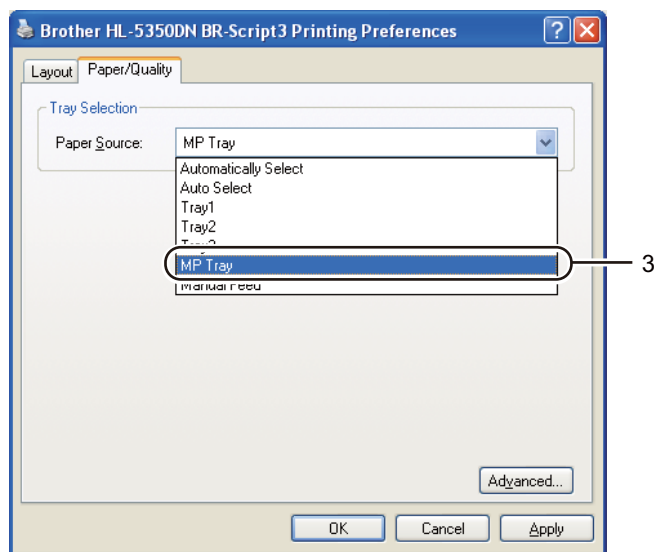 Brother HL-5350DN BR-Script3 Printing Preferences
Layout
Paper/Quality
Tray Selection
Paper Source:
MP Tray
Automatically Select
Auto Select
Tray1
Tray2
MP Tray
3
Manual Feed
Advanced...
OK
Cancel
Apply